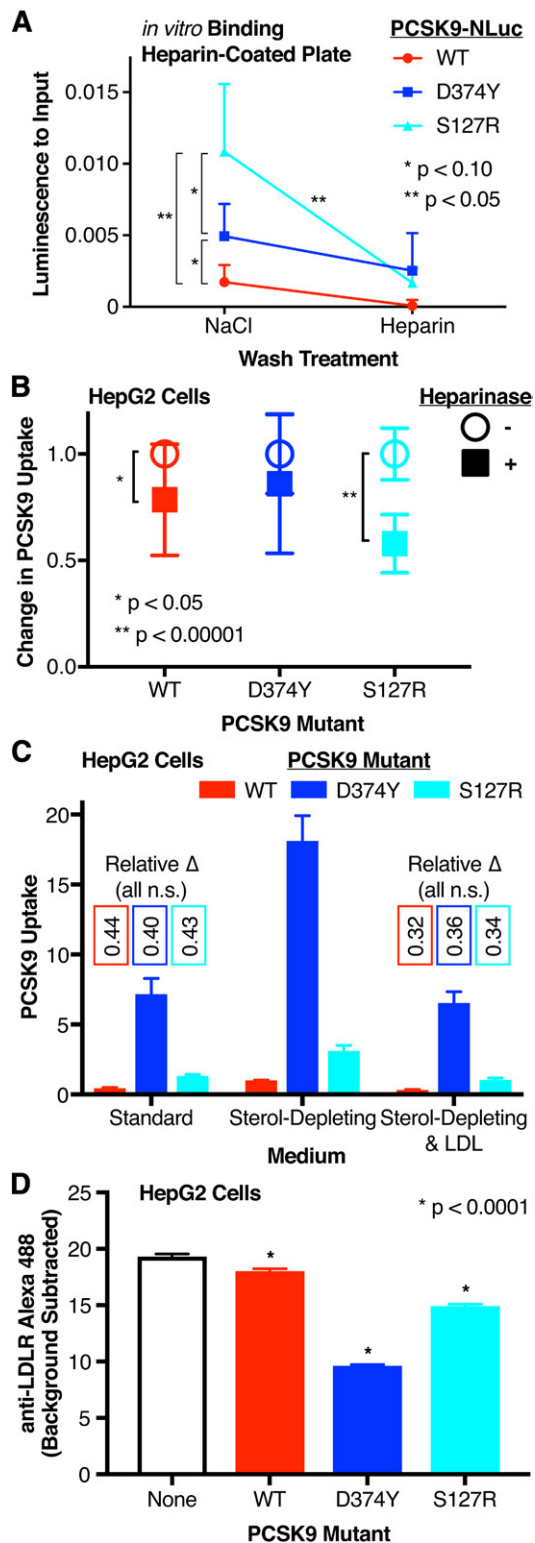 A
in vitro Binding
Heparin-Coated Plate
PCSK9-NLuc
WT
D374Y
S127R
* p < 0.10
** p < 0.05
Luminescence to Input
0.015
0.010
0.005
0
**
*
*
**
NaCl
Heparin
Wash Treatment
B
HepG2 Cells
Heparinase
-
+
Change in PCSK9 Uptake
1.0
0.5
0.0
*
**
* p < 0.05
** p < 0.00001
WT
D374Y
S127R
PCSK9 Mutant
C
HepG2 Cells
PCSK9 Mutant
WT
D374Y
S127R
PCSK9 Uptake
20
15
10
5
0
Relative Δ
(all n.s.)
0.44
0.40
0.43
Relative Δ
(all n.s.)
0.32
0.36
0.34
Standard
Sterol-Depleting
Sterol-Depleting
& LDL
Medium
D
HepG2 Cells
* p < 0.0001
anti-LDLR Alexa 488
(Background Subtracted)
25
20
15
10
5
0
*
*
*
None
WT
D374Y
S127R
PCSK9 Mutant